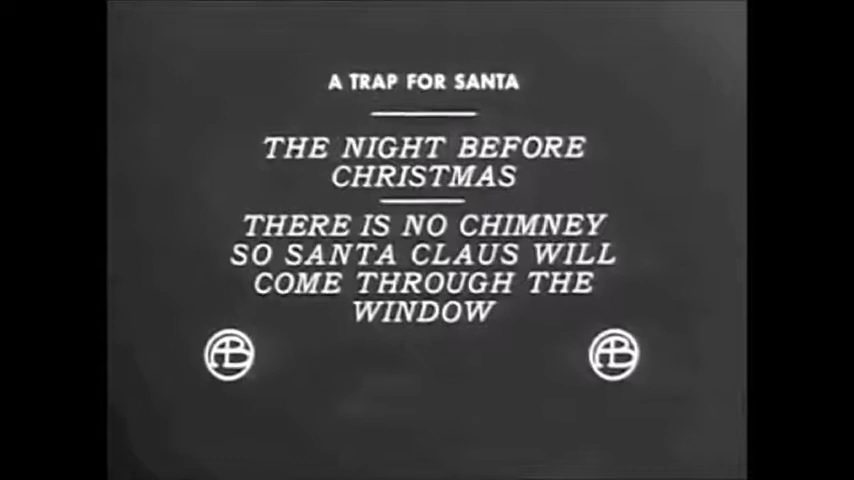 A TRAP FOR SANTA
THE NIGHT BEFORE
CHRISTMAS
THERE IS NO CHIMNEY
SO SANTA CLAUS WILL
COME THROUGH THE
WINDOW
AB AB